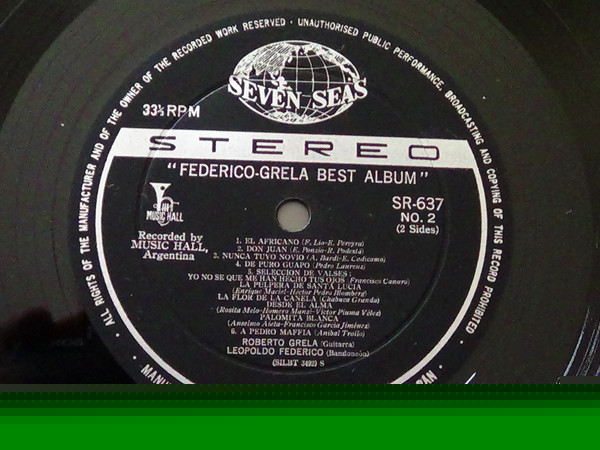 ALL RIGHTS OF THE MANUFACTURER AND OF THE OWNER OF THE RECORDED WORK RESERVED · UNAUTHORISED PUBLIC PERFORMANCE, BROADCASTING AND COPYING OF THIS RECORD PROHIBITED ·
SEVEN SEAS
33⅓ RPM
STEREO
"FEDERICO-GRELA BEST ALBUM"
MUSIC HALL
SR-637
NO. 2
(2 Sides)
Recorded by
MUSIC HALL,
Argentina
1. EL AFRICANO (F. Lio-E. Pereyra)
2. DON JUAN (E. Ponzio-R. Podestá)
3. NUNCA TUVO NOVIO (A. Bardi-E. Cadicamo)
4. DE PURO GUAPO (Pedro Laurenz)
5. SELECCION DE VALSES:
YO NO SE QUE ME HAN HECHO TUS OJOS (Francisco Canaro)
LA PULPERA DE SANTA LUCIA
(Enrique Maciel-Hector Pedro Blomberg)
LA FLOR DE LA CANELA (Chabuca Granda)
DESDE EL ALMA
(Rosita Melo-Homero Manzi-Victor Piuma Vélez)
PALOMITA BLANCA
(Anselmo Aieta-Francisco García Jiménez)
6. A PEDRO MAFFIA (Anibal Troilo)
ROBERTO GRELA (Guitarra)
LEOPOLDO FEDERICO (Bandoneón)
(SILBT 3492) S